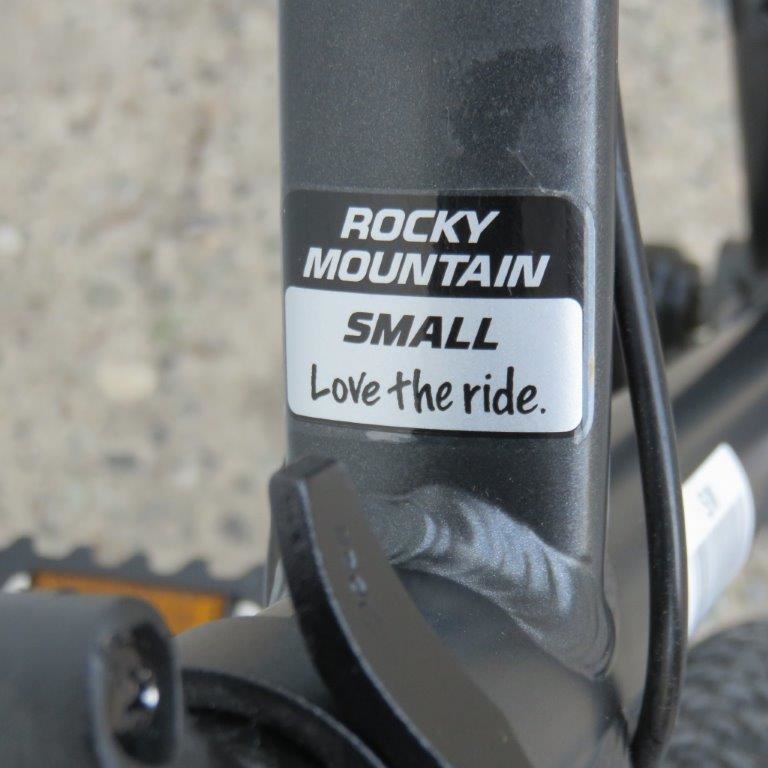 ROCKY
MOUNTAIN
SMALL
Love the ride.